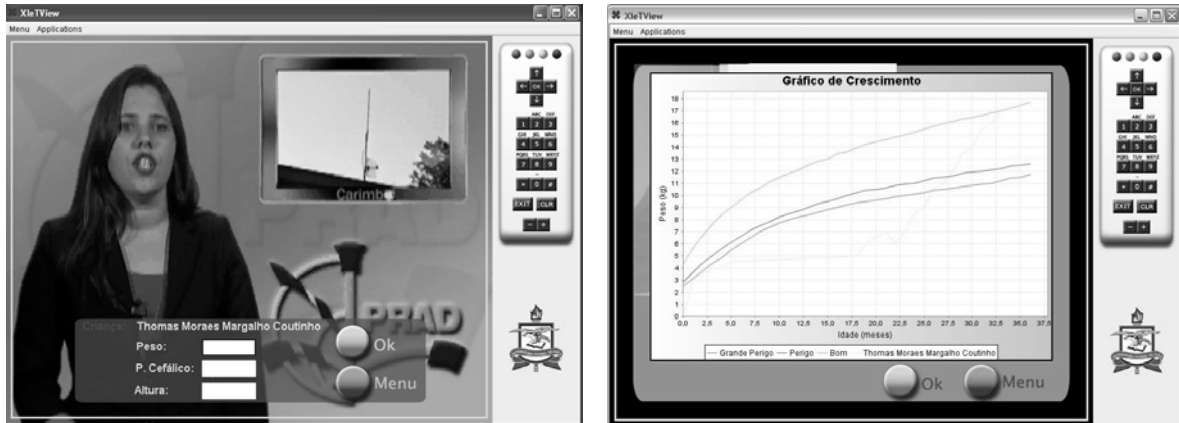 XleTView
Menu Applications
Carimb
PRAD
Criança: Thomas Moraes Margalho Coutinho
Peso:
P. Cefálico:
Altura:
Ok
Menu
ABC DEF
1 2 3
GHI JKL MNO
4 5 6
PQRS TUV WXYZ
7 8 9
* 0 #
EXIT CLR
- +
XleTView
Menu Applications
Gráfico de Crescimento
Peso (kg)
18
17
16
15
14
13
12
11
10
9
8
7
6
5
4
3
2
1
0
0,0 2,5 5,0 7,5 10,0 12,5 15,0 17,5 20,0 22,5 25,0 27,5 30,0 32,5 35,0 37,5
Idade (meses)
Grande Perigo Perigo Bom Thomas Moraes Margalho Coutinho
Ok Menu
OK
ABC DEF
1 2 3
GHI JKL MNO
4 5 6
PQRS TUV WXYZ
7 8 9
* 0 #
EXIT CLR
- +